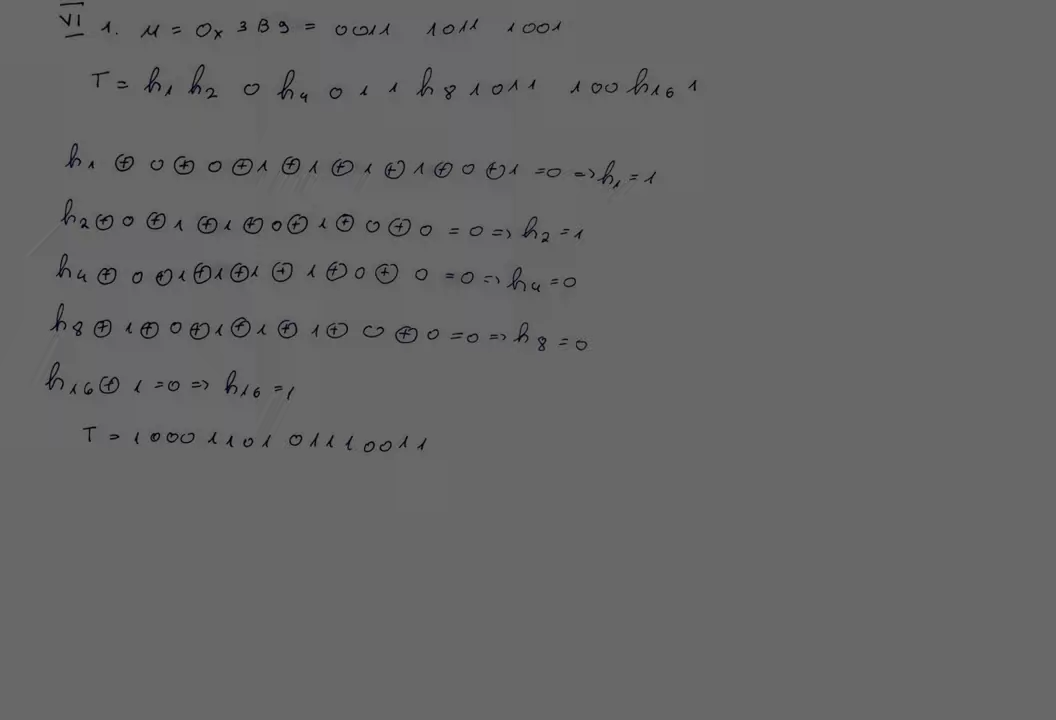 VI 1. M = 0x 3B9 = 0011 1011 1001
T = h₁ h₂ 0 h₄ 0 1 1 h₈ 1 0 1 1 1 0 0 h₁₆ 1
h₁ ⊕ 0 ⊕ 0 ⊕ 1 ⊕ 1 ⊕ 1 ⊕ 1 ⊕ 0 ⊕ 1 = 0 => h₁ = 1
h₂ ⊕ 0 ⊕ 1 ⊕ 1 ⊕ 0 ⊕ 1 ⊕ 0 ⊕ 0 = 0 => h₂ = 1
h₄ ⊕ 0 ⊕ 1 ⊕ 1 ⊕ 1 ⊕ 1 ⊕ 0 ⊕ 0 = 0 => h₄ = 0
h₈ ⊕ 1 ⊕ 0 ⊕ 1 ⊕ 1 ⊕ 1 ⊕ 0 ⊕ 0 = 0 => h₈ = 0
h₁₆ ⊕ 1 = 0 => h₁₆ = 1
T = 1000 1101 01110011